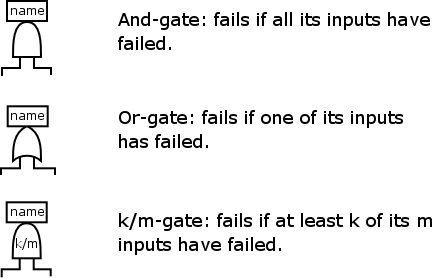 name
And-gate: fails if all its inputs have
failed.
name
Or-gate: fails if one of its inputs
has failed.
name
k/m
k/m-gate: fails if at least k of its m
inputs have failed.